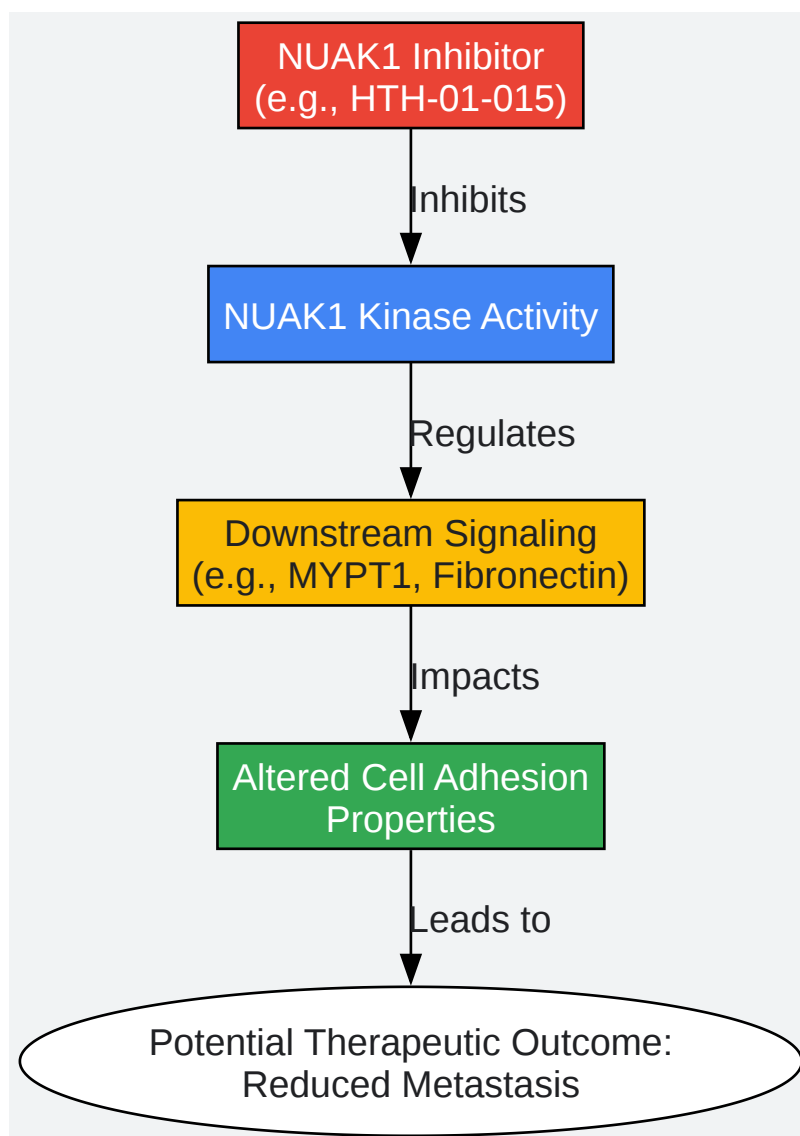 NUAK1 Inhibitor
(e.g., HTH-01-015)
Inhibits
NUAK1 Kinase Activity
Regulates
Downstream Signaling
(e.g., MYPT1, Fibronectin)
Impacts
Altered Cell Adhesion
Properties
Leads to
Potential Therapeutic Outcome:
Reduced Metastasis